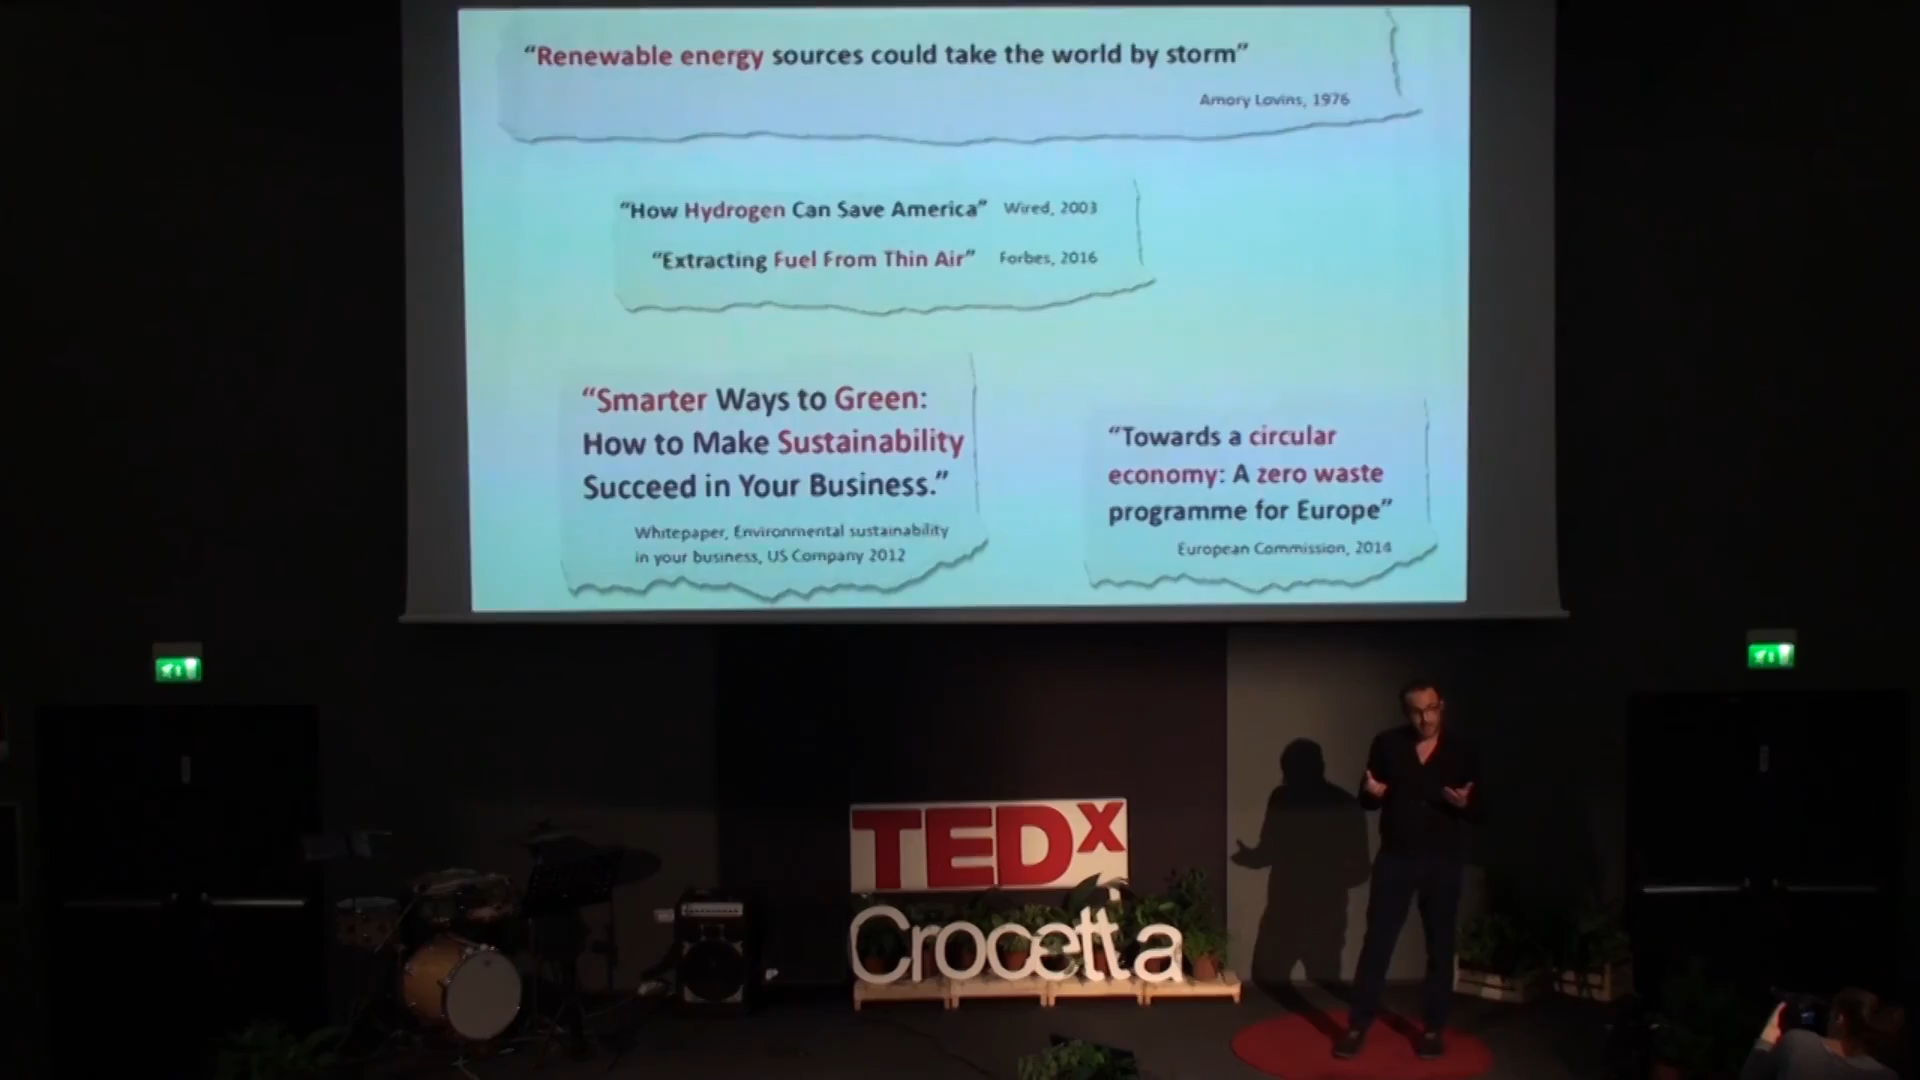 “Renewable energy sources could take the world by storm”
Amory Lovins, 1976
“How Hydrogen Can Save America” Wired, 2003
“Extracting Fuel From Thin Air” Forbes, 2016
“Smarter Ways to Green:
How to Make Sustainability
Succeed in Your Business.”
Whitepaper, Environmental sustainability
in your business, US Company 2012
“Towards a circular
economy: A zero waste
programme for Europe”
European Commission, 2014
TEDx
Crocetta